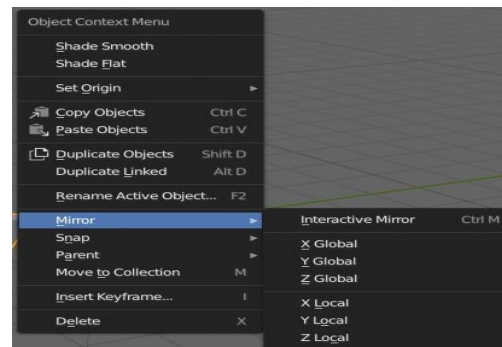 Object Context Menu
Shade Smooth
Shade Flat
Set Origin
Copy Objects Ctrl C
Paste Objects Ctrl V
Duplicate Objects Shift D
Duplicate Linked Alt D
Rename Active Object... F2
Mirror
Snap
Parent
Move to Collection M
Insert Keyframe... I
Delete X
Interactive Mirror Ctrl M
X Global
Y Global
Z Global
X Local
Y Local
Z Local